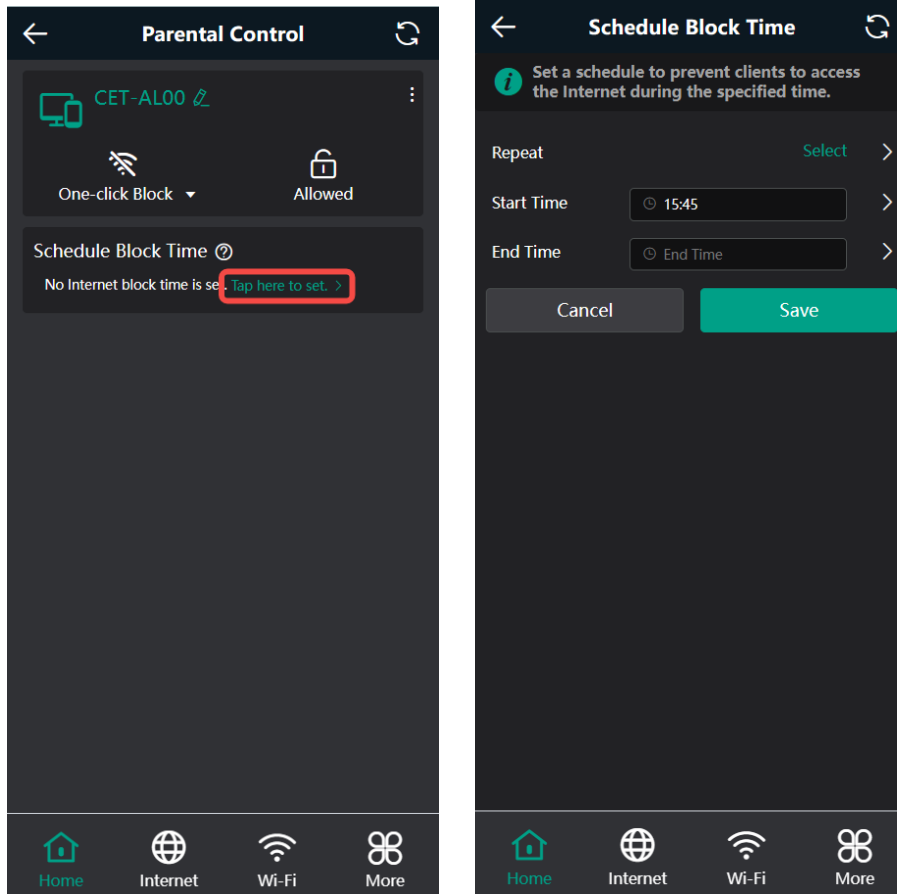 Parental Control
CET-AL00
One-click Block
Allowed
Schedule Block Time
No Internet block time is set. Tap here to set. >
Home Internet Wi-Fi More
Schedule Block Time
Set a schedule to prevent clients to access
the Internet during the specified time.
Repeat Select
Start Time 15:45
End Time End Time
Cancel Save
Home Internet Wi-Fi More